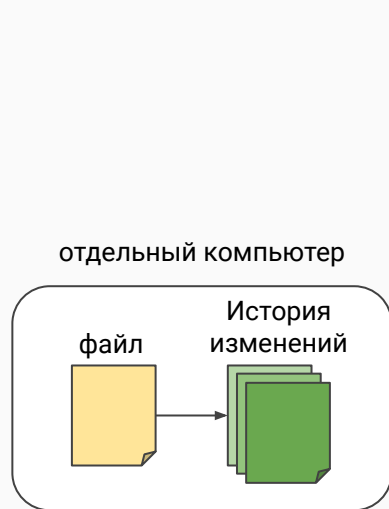 отдельный компьютер
файл
История
изменений